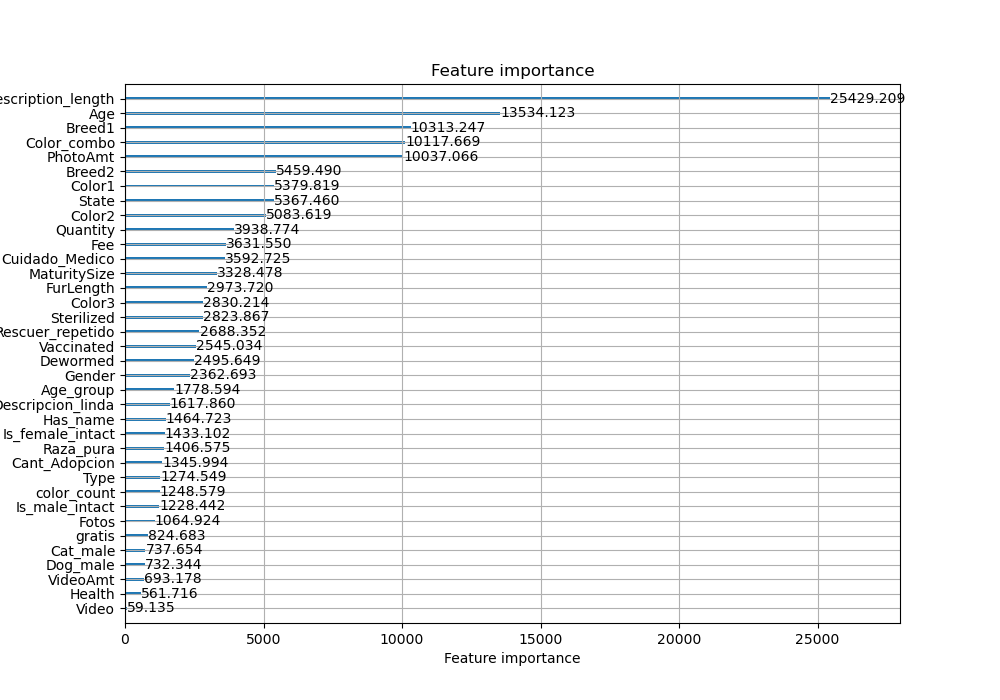 Feature importance
escription_length 25429.209
Age 13534.123
Breed1 10313.247
Color_combo 10117.669
PhotoAmt 10037.066
Breed2 5459.490
Color1 5379.819
State 5367.460
Color2 5083.619
Quantity 3938.774
Fee 3631.550
Cuidado_Medico 3592.725
MaturitySize 3328.478
FurLength 2973.720
Color3 2830.214
Sterilized 2823.867
Rescuer_repetido 2688.352
Vaccinated 2545.034
Dewormed 2495.649
Gender 2362.693
Age_group 1778.594
Descripcion_linda 1617.860
Has_name 1464.723
Is_female_intact 1433.102
Raza_pura 1406.575
Cant_Adopcion 1345.994
Type 1274.549
color_count 1248.579
Is_male_intact 1228.442
Fotos 1064.924
gratis 824.683
Cat_male 737.654
Dog_male 732.344
VideoAmt 693.178
Health 561.716
Video 59.135
0 5000 10000 15000 20000 25000
Feature importance